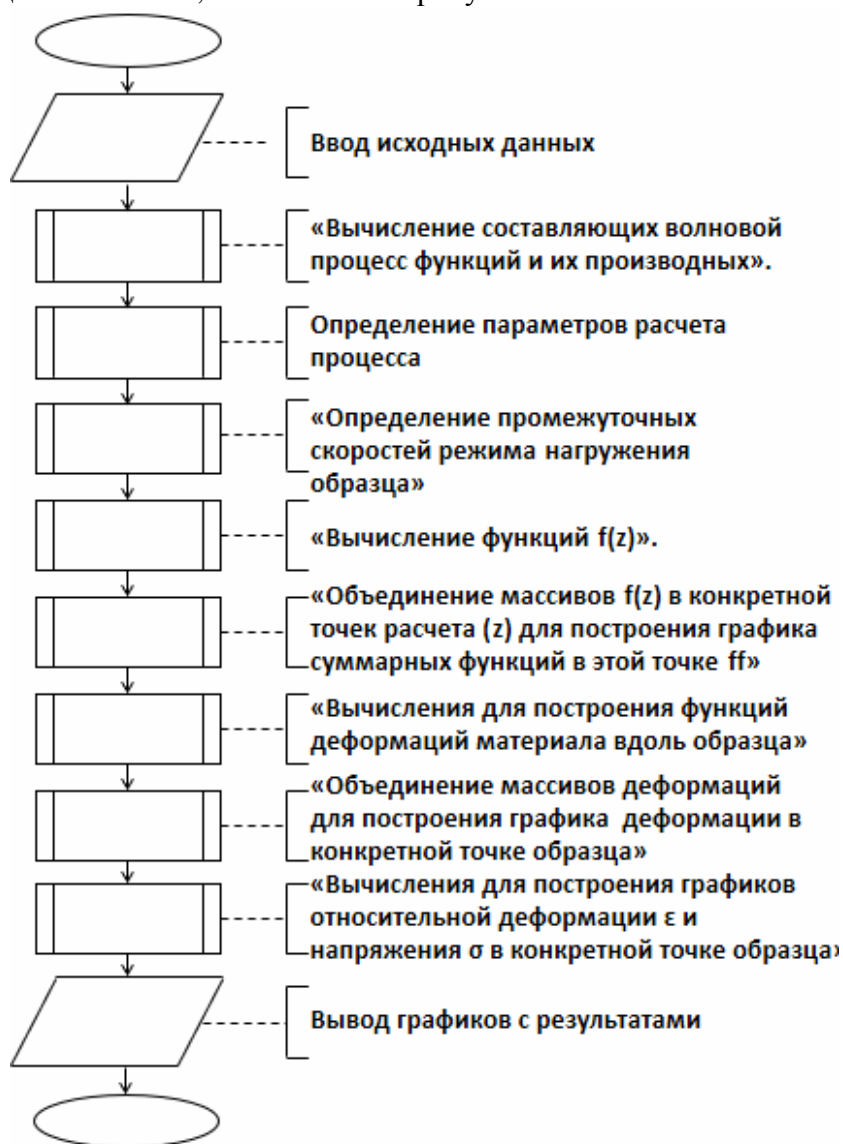 Ввод исходных данных
«Вычисление составляющих волновой
процесс функций и их производных».
Определение параметров расчета
процесса
«Определение промежуточных
скоростей режима нагружения
образца»
«Вычисление функций f(z)».
«Объединение массивов f(z) в конкретной
точек расчета (z) для построения графика
суммарных функций в этой точке ff»
«Вычисления для построения функций
деформаций материала вдоль образца»
«Объединение массивов деформаций
для построения графика деформации в
конкретной точке образца»
«Вычисления для построения графиков
относительной деформации ε и
напряжения σ в конкретной точке образца»
Вывод графиков с результатами